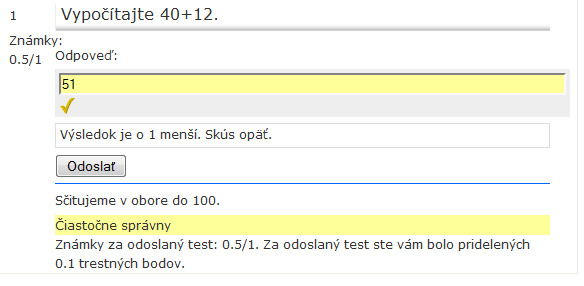 1
Vypočítajte 40+12.
Známky:
0.5/1
Odpoveď:
51
Výsledok je o 1 menší. Skús opäť.
Odoslať
Sčitujeme v obore do 100.
Čiastočne správny
Známky za odoslaný test: 0.5/1. Za odoslaný test ste vám bolo pridelených
0.1 trestných bodov.